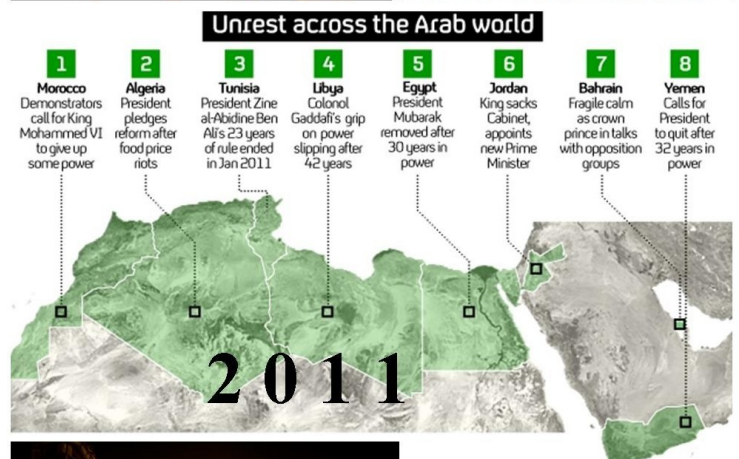 Unrest across the Arab world
1
Morocco
Demonstrators
call for King
Mohammed VI
to give up
some power
2
Algeria
President
pledges
reform after
food price
riots
3
Tunisia
President Zine
al-Abidine Ben
Ali's 23 years
of rule ended
in Jan 2011
4
Libya
Colonol
Gaddafi's grip
on power
slipping after
42 years
5
Egypt
President
Mubarak
removed after
30 years in
power
6
Jordan
King sacks
Cabinet,
appoints
new Prime
Minister
7
Bahrain
Fragile calm
as crown
prince in talks
with opposition
groups
8
Yemen
Calls for
President
to quit after
32 years in
power
2011